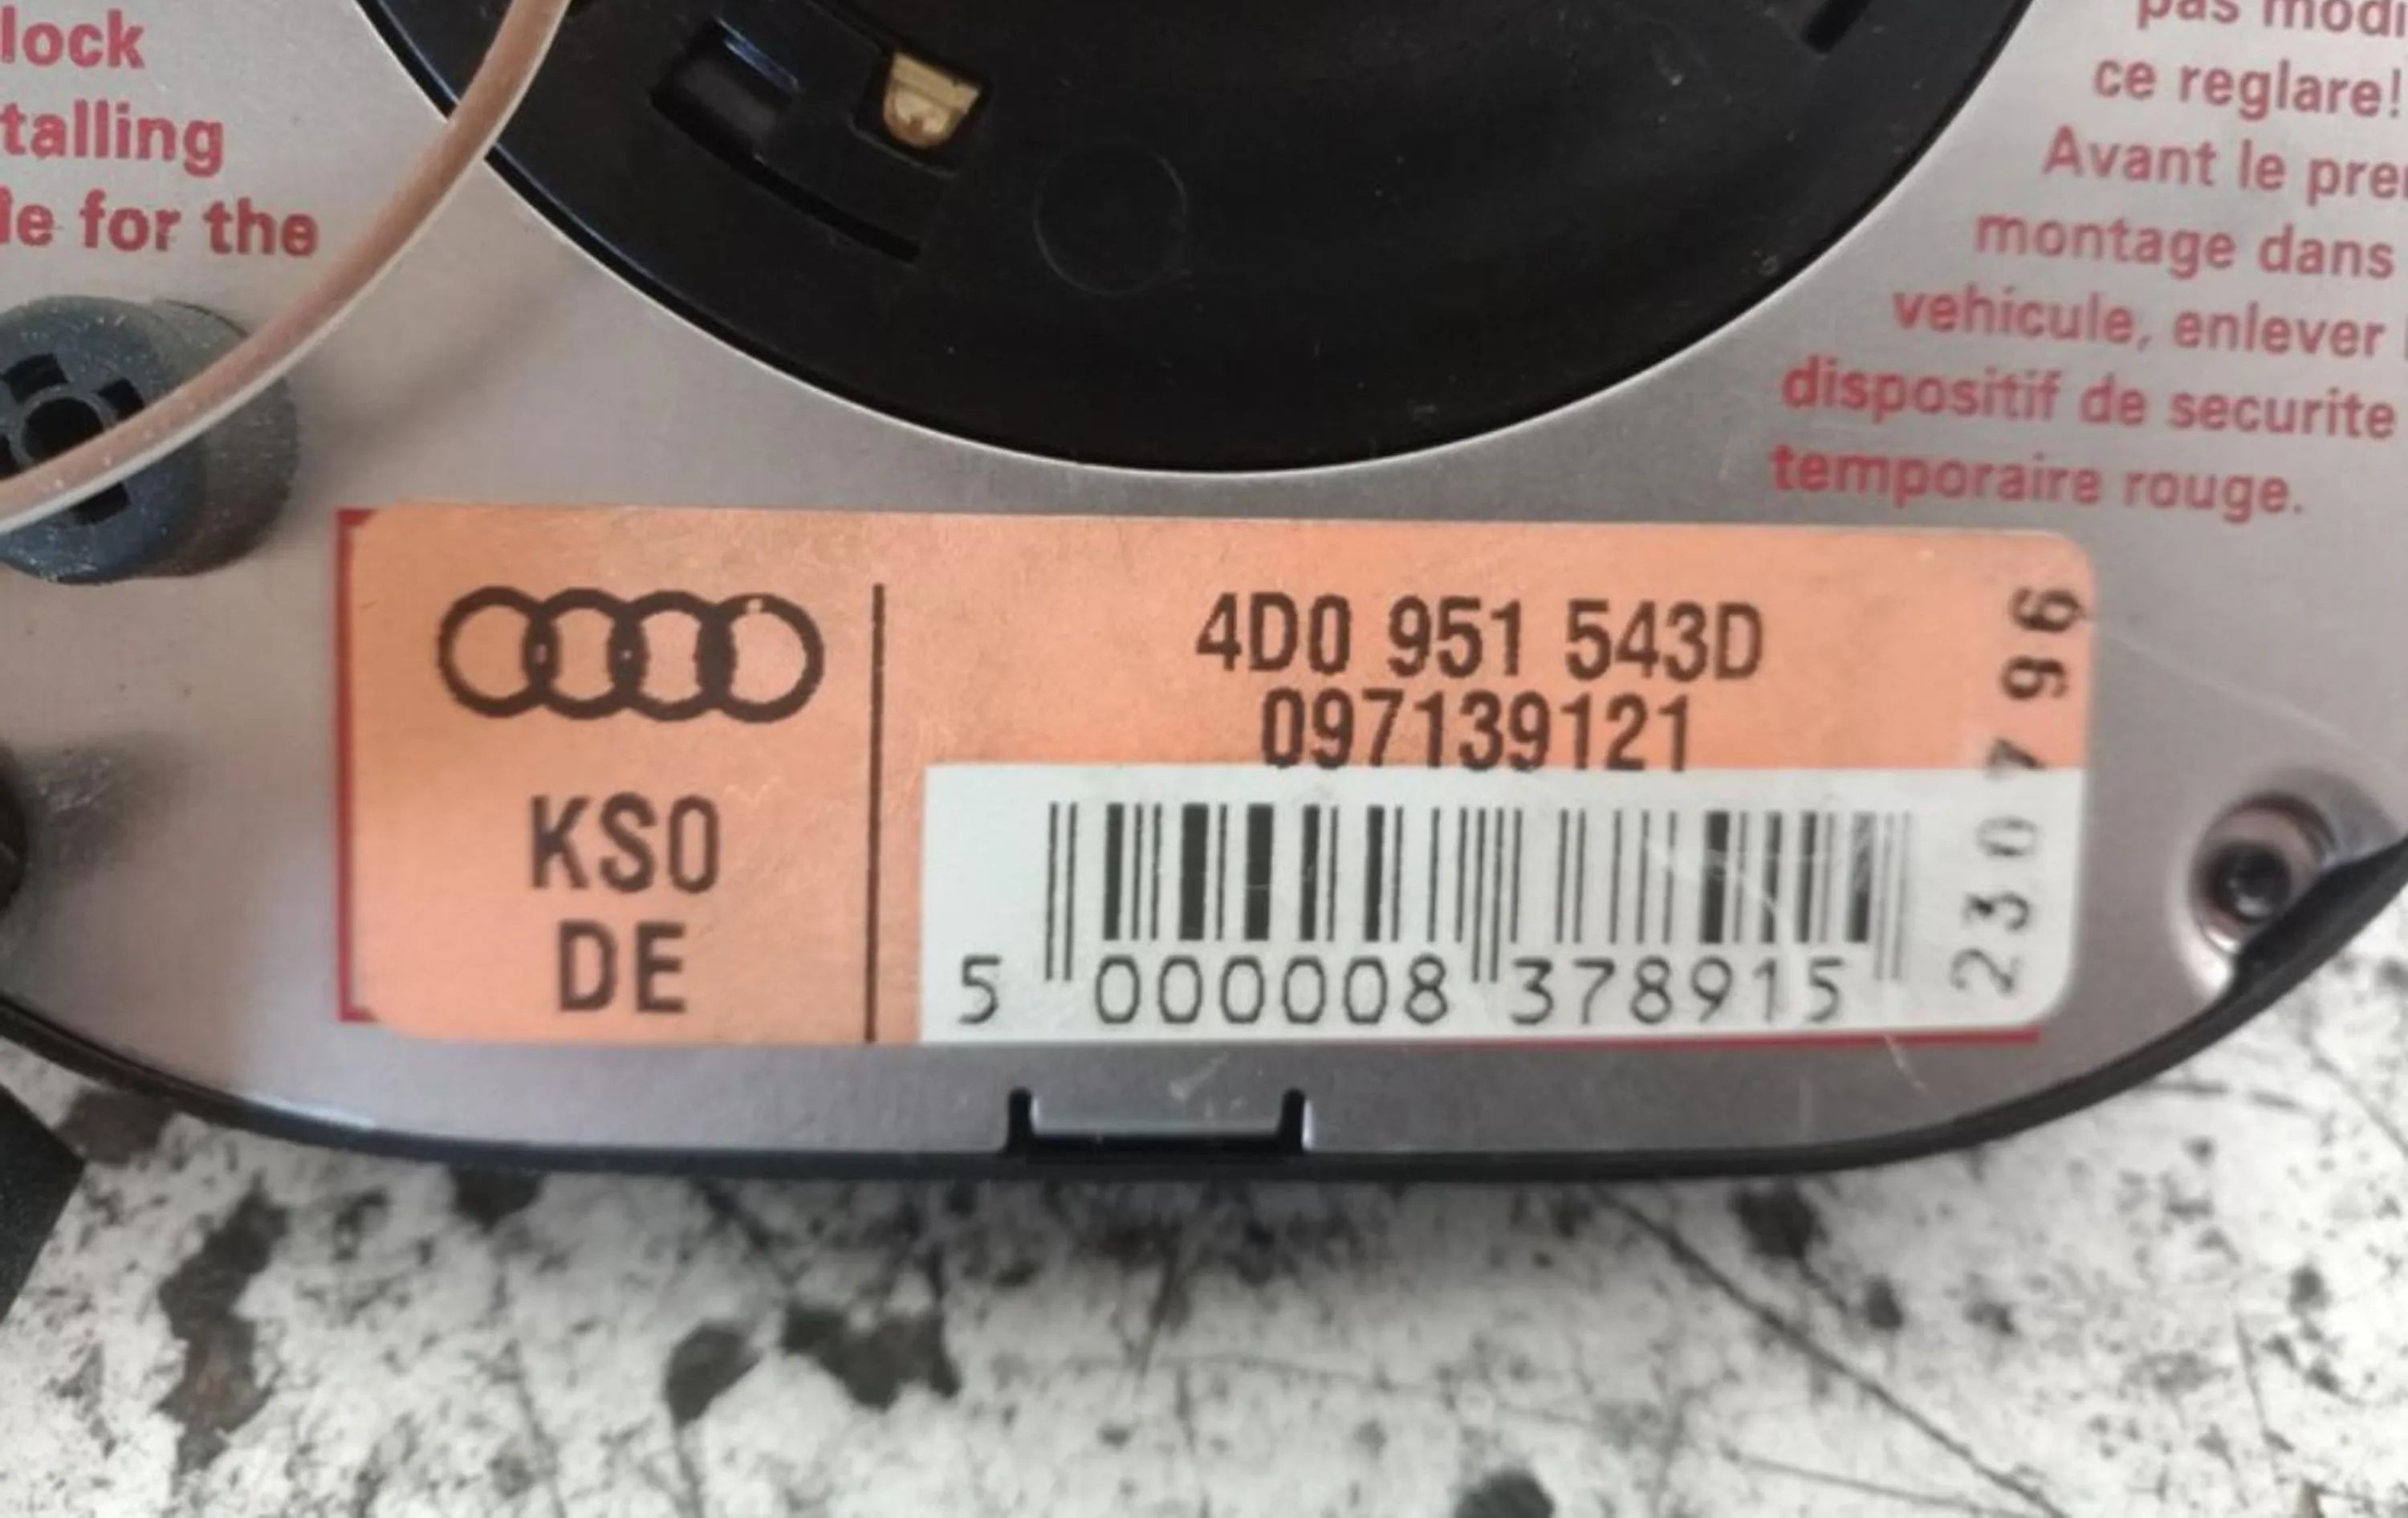 lock
talling
le for the
pas modi
ce reglare!
Avant le pre
montage dans
vehicule, enlever
dispositif de securite
temporaire rouge.
4D0 951 543D
097139121
KS0
DE
5 000008 378915
230796